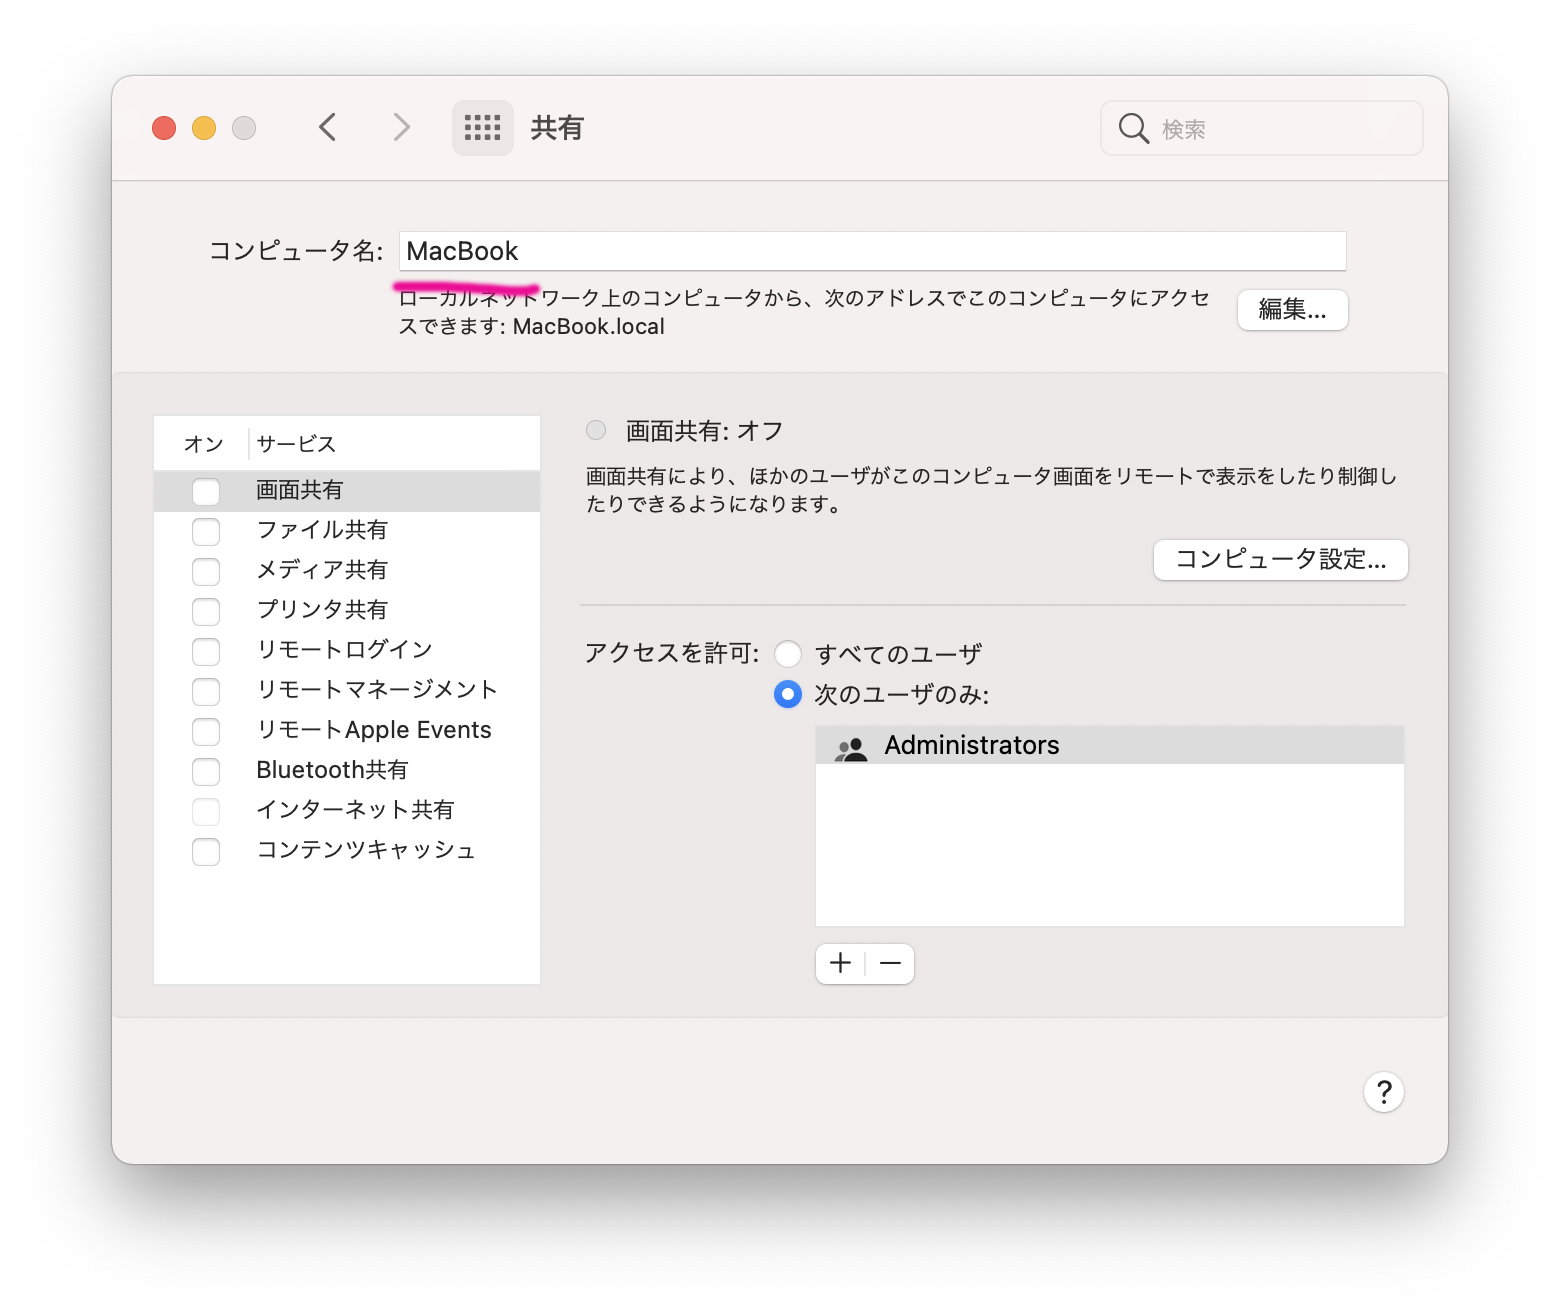 共有
検索
コンピュータ名: MacBook
ローカルネットワーク上のコンピュータから、次のアドレスでこのコンピュータにアクセ
スできます: MacBook.local
編集...
オン サービス
画面共有
ファイル共有
メディア共有
プリンタ共有
リモートログイン
リモートマネージメント
リモートApple Events
Bluetooth共有
インターネット共有
コンテンツキャッシュ
画面共有: オフ
画面共有により、ほかのユーザがこのコンピュータ画面をリモートで表示をしたり制御し
たりできるようになります。
コンピュータ設定...
アクセスを許可: すべてのユーザ
次のユーザのみ:
Administrators
+ −
?